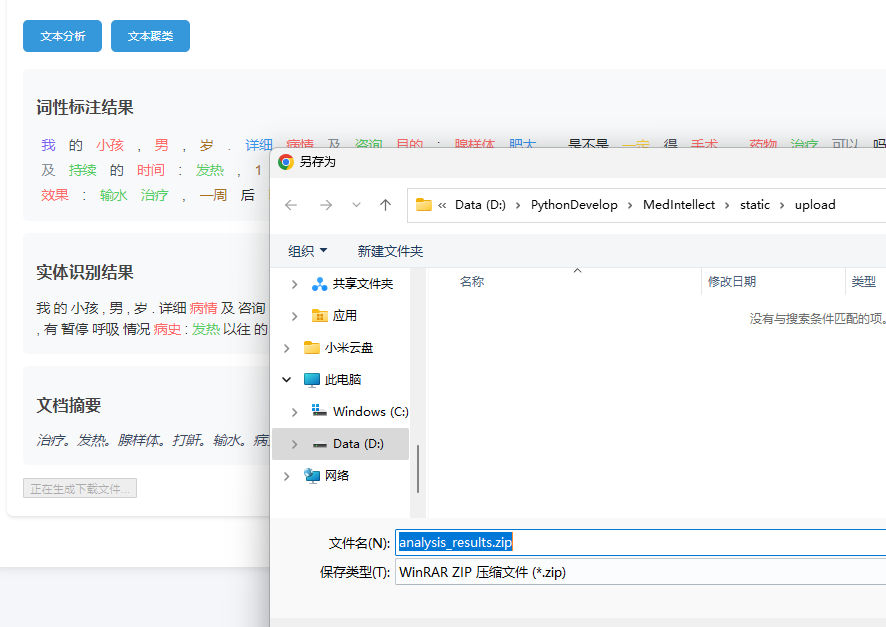 文本分析 文本聚类
词性标注结果
我 的 小孩 , 男 , 岁 . 详细 病情 及 咨询 目的 : 腺样体 肥大 是不是 一定 得 手术 药物 治疗 可以 吗
及 持续 的 时间 : 发热 , 1
效果 : 输水 治疗 , 一周 后
实体识别结果
我 的 小孩 , 男 , 岁 . 详细 病情 及 咨询
, 有 暂停 呼吸 情况 病史 : 发热 以往 的
文档摘要
治疗。发热。腺样体。打鼾。输水。病
正在生成下载文件...
另存为
« Data (D:) › PythonDevelop › MedIntellect › static › upload
组织 新建文件夹
共享文件夹
应用
小米云盘
此电脑
Windows (C:)
Data (D:)
网络
名称 修改日期 类型
没有与搜索条件匹配的项。
文件名(N): analysis_results.zip
保存类型(T): WinRAR ZIP 压缩文件 (*.zip)